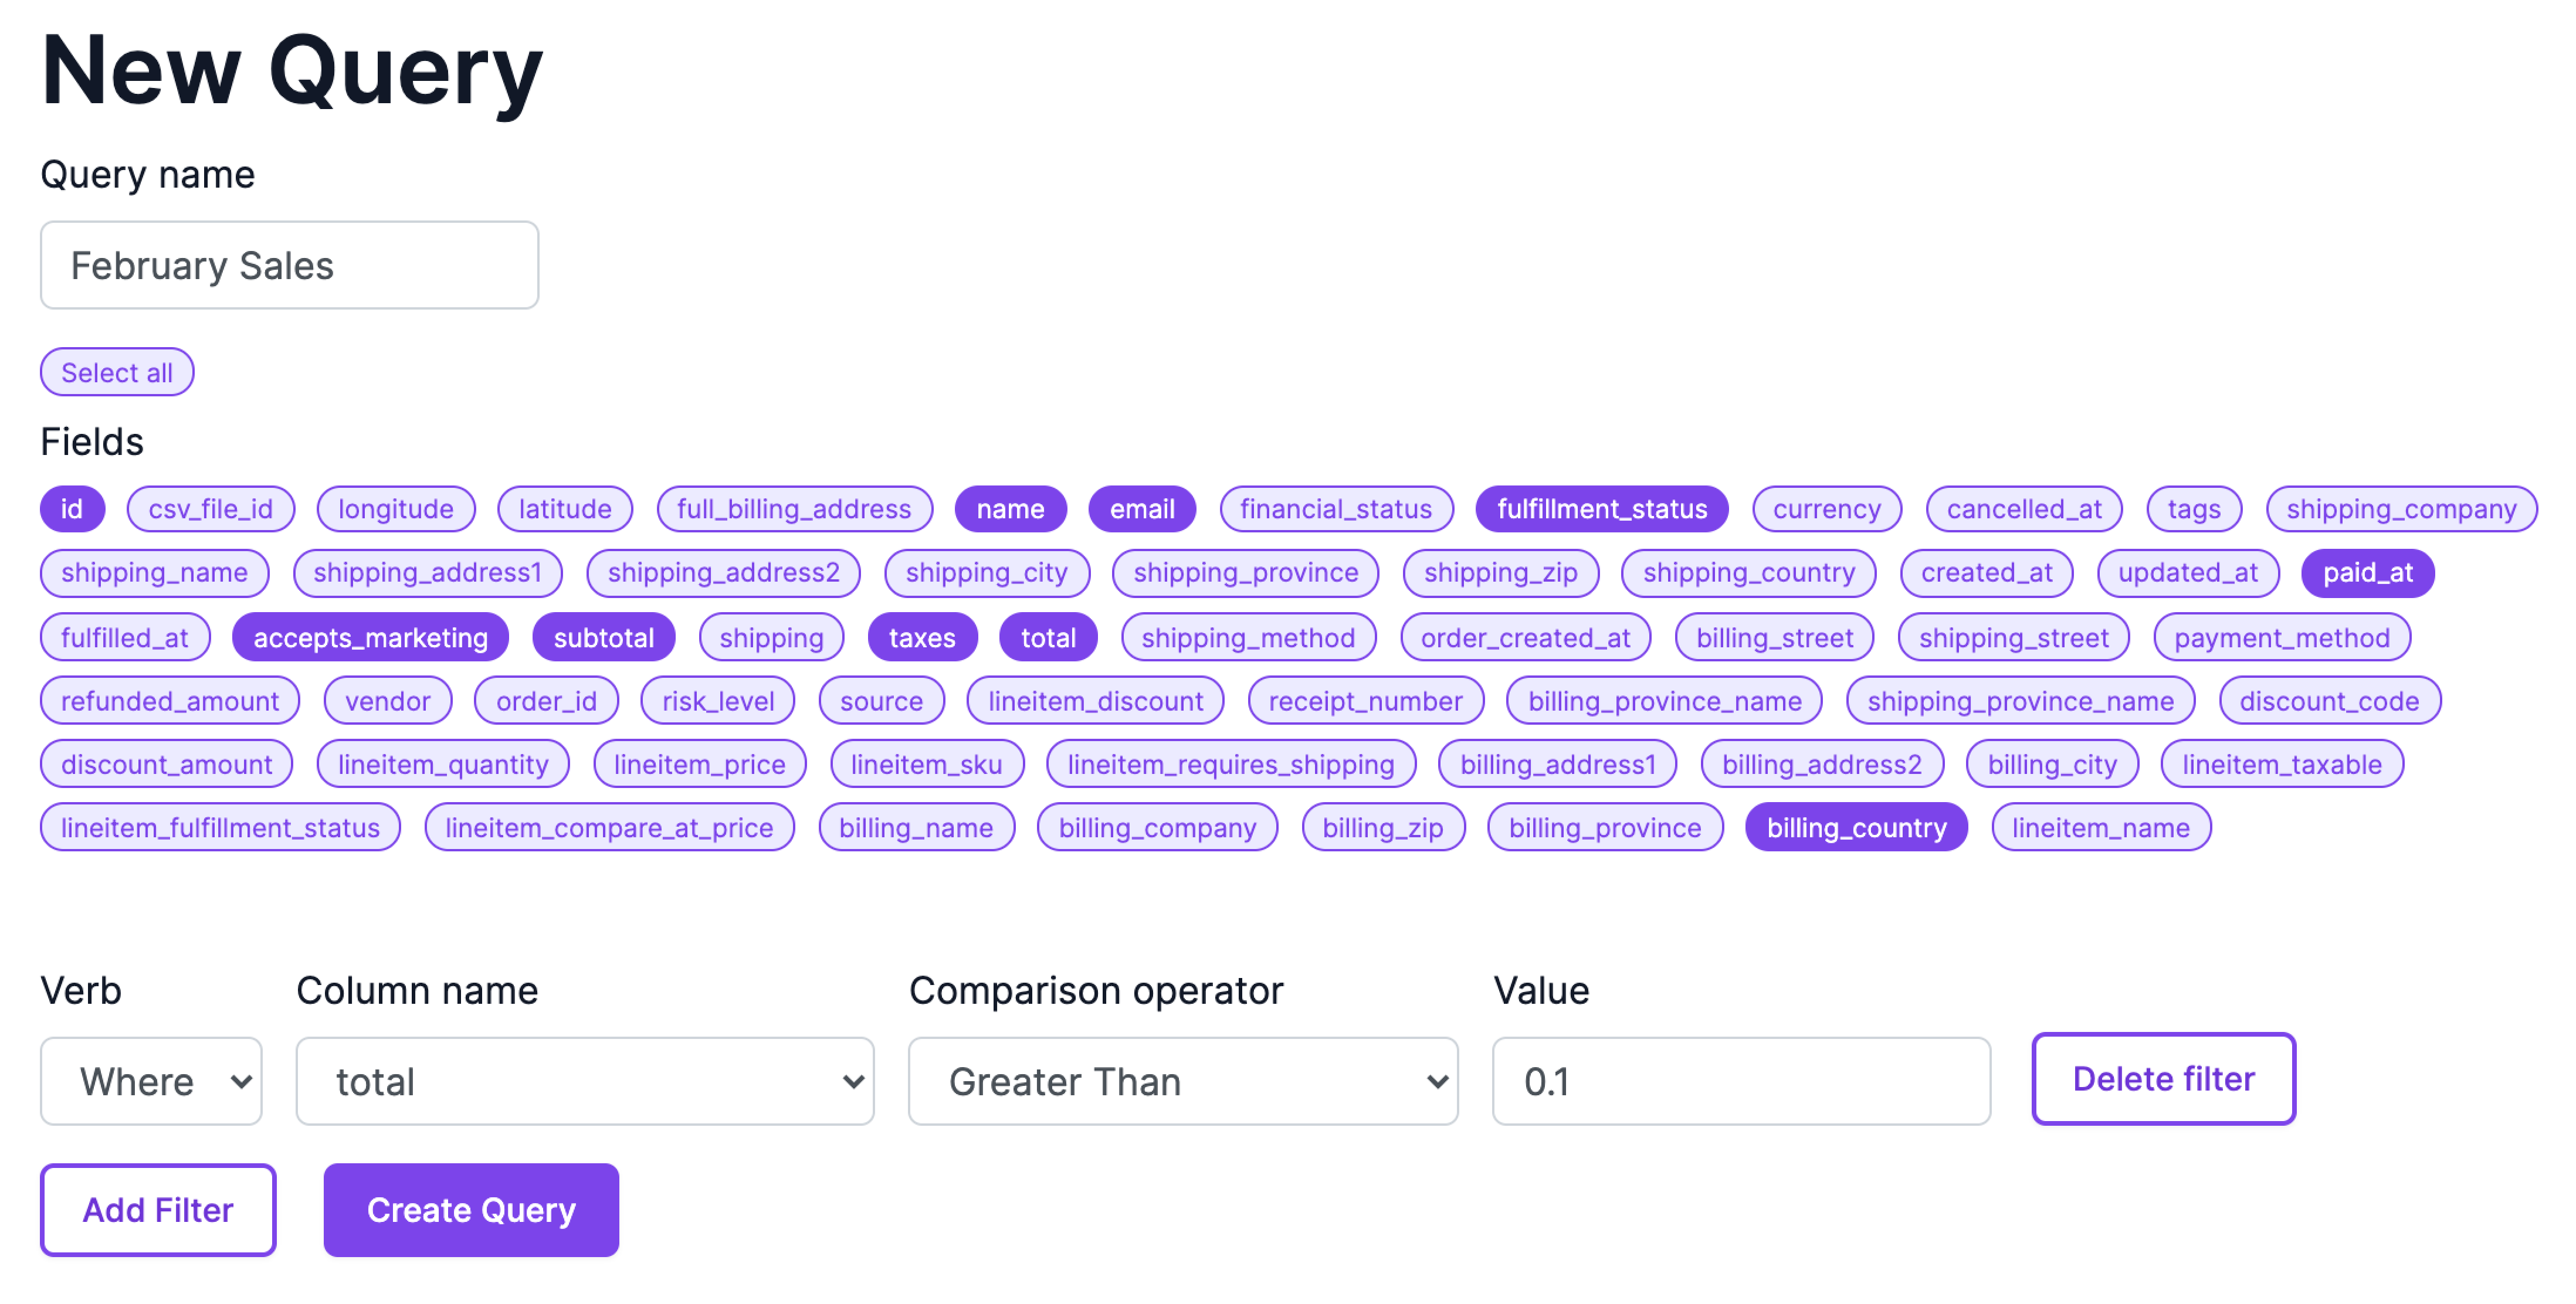 New Query
Query name
February Sales
Select all
Fields
id csv_file_id longitude latitude full_billing_address name email financial_status fulfillment_status currency cancelled_at tags shipping_company
shipping_name shipping_address1 shipping_address2 shipping_city shipping_province shipping_zip shipping_country created_at updated_at paid_at
fulfilled_at accepts_marketing subtotal shipping taxes total shipping_method order_created_at billing_street shipping_street payment_method
refunded_amount vendor order_id risk_level source lineitem_discount receipt_number billing_province_name shipping_province_name discount_code
discount_amount lineitem_quantity lineitem_price lineitem_sku lineitem_requires_shipping billing_address1 billing_address2 billing_city lineitem_taxable
lineitem_fulfillment_status lineitem_compare_at_price billing_name billing_company billing_zip billing_province billing_country lineitem_name
Verb Column name Comparison operator Value
Where total Greater Than 0.1 Delete filter
Add Filter Create Query